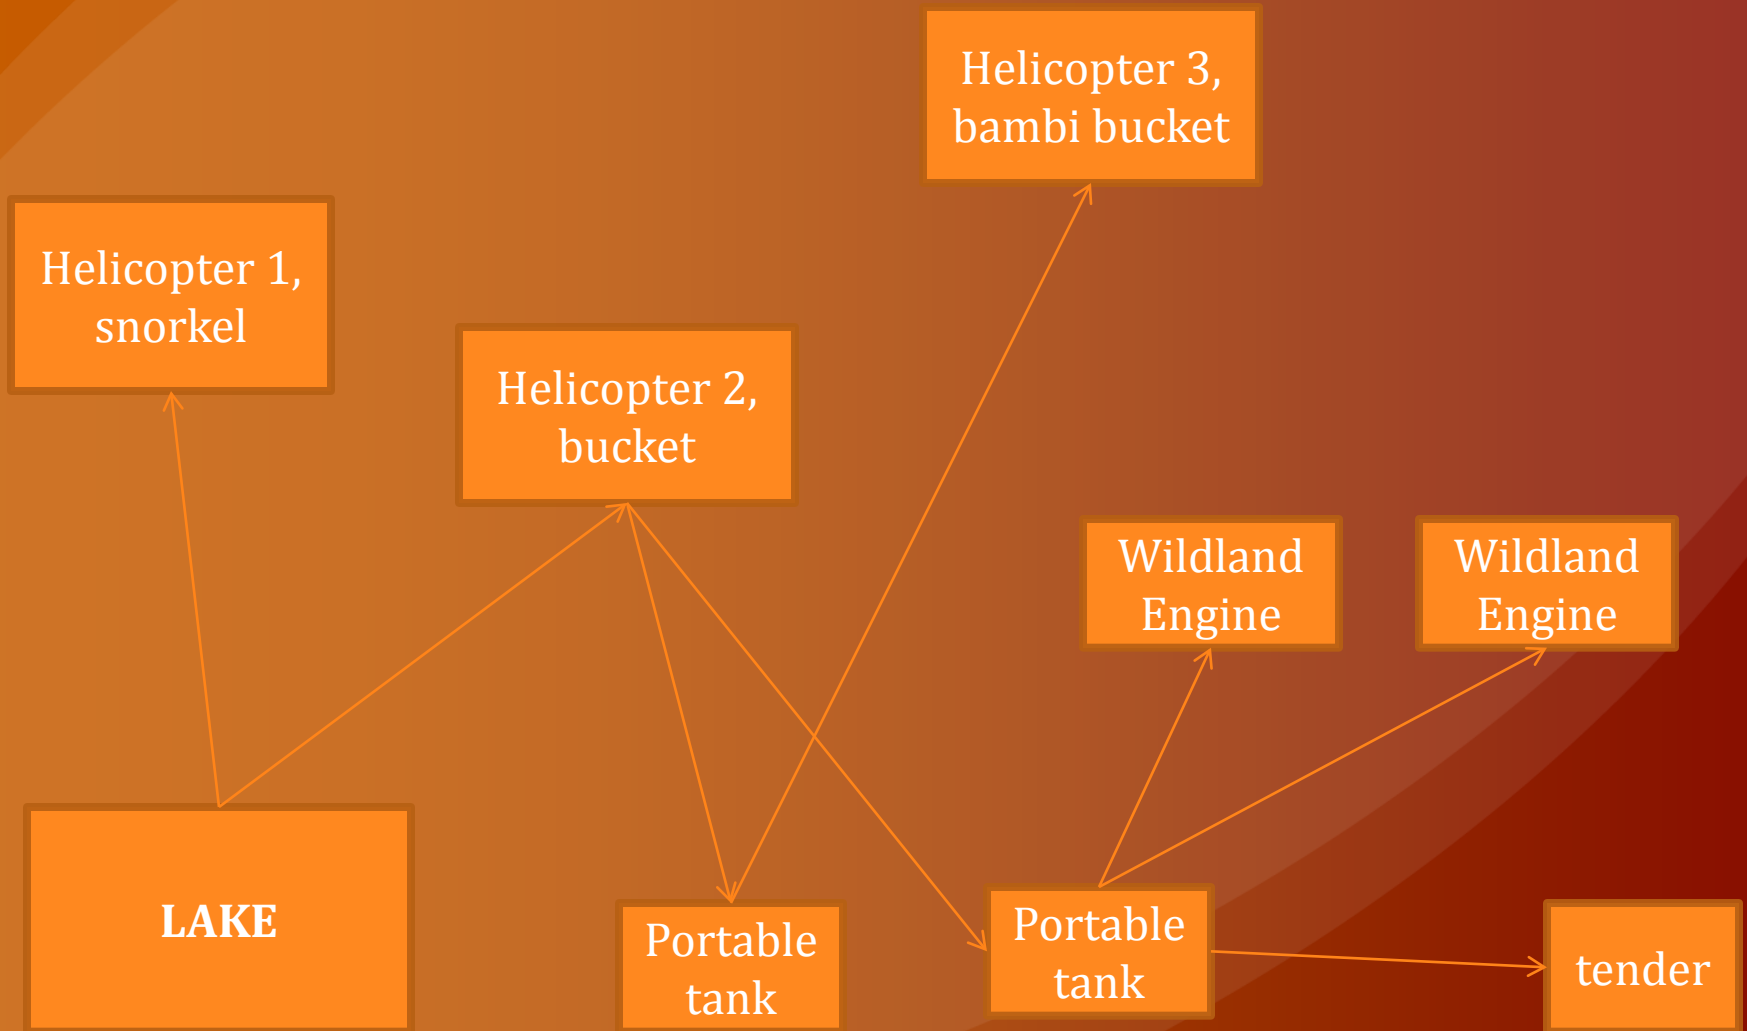 Helicopter 3,
bambi bucket
Helicopter 1,
snorkel
Helicopter 2,
bucket
Wildland
Engine
Wildland
Engine
LAKE
Portable
tank
Portable
tank
tender